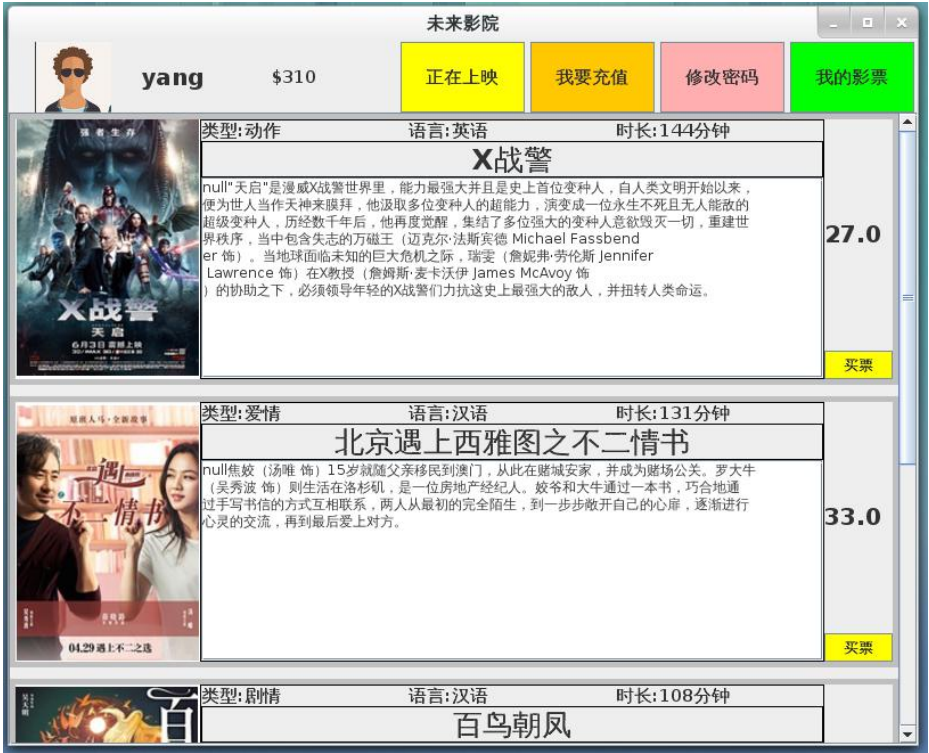 未来影院
yang
$310
正在上映
我要充值
修改密码
我的影票
强者生存
X战警
天启
6月3日 震撼上映
类型:动作
语言:英语
时长:144分钟
X战警
null"天启"是漫威X战警世界里，能力最强大并且是史上首位变种人，自人类文明开始以来，
便为世人当作天神来膜拜，他汲取多位变种人的超能力，演变成一位永生不死且无人能敌的
超级变种人，历经数千年后，他再度觉醒，集结了多位强大的变种人意欲毁灭一切，重建世
界秩序，当中包含失志的万磁王（迈克尔·法斯宾德 Michael Fassbend
er 饰）。当地球面临未知的巨大危机之际，瑞雯（詹妮弗·劳伦斯 Jennifer
Lawrence 饰）在X教授（詹姆斯·麦卡沃伊 James McAvoy 饰
）的协助之下，必须领导年轻的X战警们力抗这史上最强大的敌人，并扭转人类命运。
27.0
买票
原班人马·全新故事
遇上
不二情书
04.29 遇上不二之选
类型:爱情
语言:汉语
时长:131分钟
北京遇上西雅图之不二情书
null焦姣（汤唯 饰）15岁就随父亲移民到澳门，从此在赌城安家，并成为赌场公关。罗大牛
（吴秀波 饰）则生活在洛杉矶，是一位房地产经纪人。姣爷和大牛通过一本书，巧合地通
过手写书信的方式互相联系，两人从最初的完全陌生，到一步步敞开自己的心扉，逐渐进行
心灵的交流，再到最后爱上对方。
33.0
买票
吴天明
百
类型:剧情
语言:汉语
时长:108分钟
百鸟朝凤